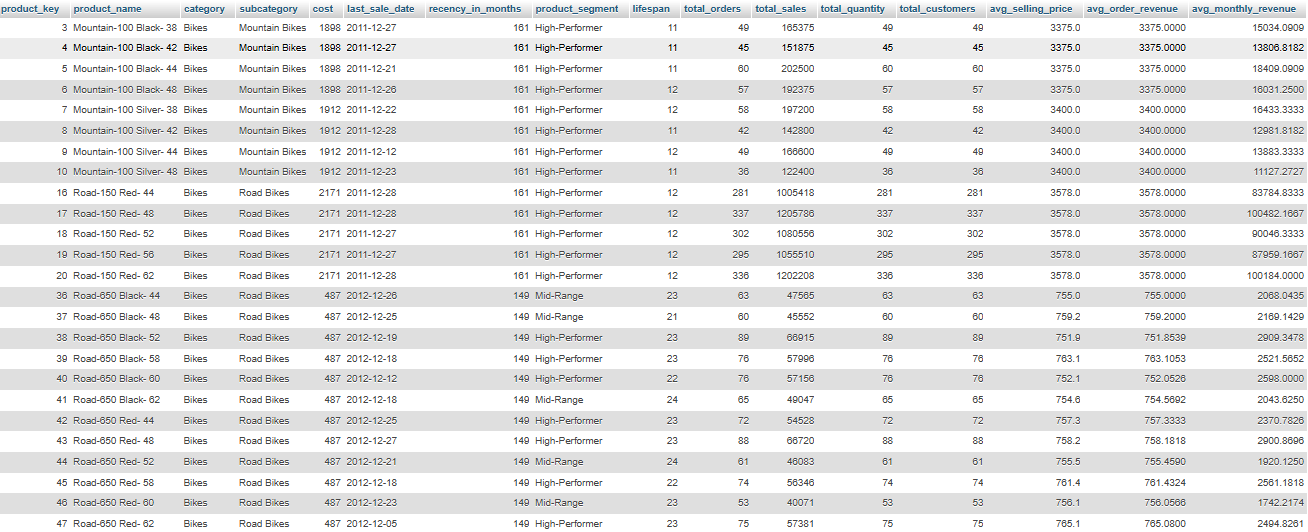 product_key product_name category subcategory cost last_sale_date recency_in_months product_segment lifespan total_orders total_sales total_quantity total_customers avg_selling_price avg_order_revenue avg_monthly_revenue
3 Mountain-100 Black- 38 Bikes Mountain Bikes 1898 2011-12-27 161 High-Performer 11 49 165375 49 49 3375.0 3375.0000 15034.0909
4 Mountain-100 Black- 42 Bikes Mountain Bikes 1898 2011-12-27 161 High-Performer 11 45 151875 45 45 3375.0 3375.0000 13806.8182
5 Mountain-100 Black- 44 Bikes Mountain Bikes 1898 2011-12-21 161 High-Performer 11 60 202500 60 60 3375.0 3375.0000 18409.0909
6 Mountain-100 Black- 48 Bikes Mountain Bikes 1898 2011-12-26 161 High-Performer 12 57 192375 57 57 3375.0 3375.0000 16031.2500
7 Mountain-100 Silver- 38 Bikes Mountain Bikes 1912 2011-12-22 161 High-Performer 12 58 197200 58 58 3400.0 3400.0000 16433.3333
8 Mountain-100 Silver- 42 Bikes Mountain Bikes 1912 2011-12-28 161 High-Performer 11 42 142800 42 42 3400.0 3400.0000 12981.8182
9 Mountain-100 Silver- 44 Bikes Mountain Bikes 1912 2011-12-12 161 High-Performer 12 49 166600 49 49 3400.0 3400.0000 13883.3333
10 Mountain-100 Silver- 48 Bikes Mountain Bikes 1912 2011-12-23 161 High-Performer 11 36 122400 36 36 3400.0 3400.0000 11127.2727
16 Road-150 Red- 44 Bikes Road Bikes 2171 2011-12-28 161 High-Performer 12 281 1005418 281 281 3578.0 3578.0000 83784.8333
17 Road-150 Red- 48 Bikes Road Bikes 2171 2011-12-28 161 High-Performer 12 337 1205786 337 337 3578.0 3578.0000 100482.1667
18 Road-150 Red- 52 Bikes Road Bikes 2171 2011-12-27 161 High-Performer 12 302 1080556 302 302 3578.0 3578.0000 90046.3333
19 Road-150 Red- 56 Bikes Road Bikes 2171 2011-12-27 161 High-Performer 12 295 1055510 295 295 3578.0 3578.0000 87959.1667
20 Road-150 Red- 62 Bikes Road Bikes 2171 2011-12-28 161 High-Performer 12 336 1202208 336 336 3578.0 3578.0000 100184.0000
36 Road-650 Black- 44 Bikes Road Bikes 487 2012-12-26 149 Mid-Range 23 63 47565 63 63 755.0 755.0000 2068.0435
37 Road-650 Black- 48 Bikes Road Bikes 487 2012-12-25 149 Mid-Range 21 60 45552 60 60 759.2 759.2000 2169.1429
38 Road-650 Black- 52 Bikes Road Bikes 487 2012-12-19 149 High-Performer 23 89 66915 89 89 751.9 751.8539 2909.3478
39 Road-650 Black- 58 Bikes Road Bikes 487 2012-12-18 149 High-Performer 23 76 57996 76 76 763.1 763.1053 2521.5652
40 Road-650 Black- 60 Bikes Road Bikes 487 2012-12-12 149 High-Performer 22 76 57156 76 76 752.1 752.0526 2598.0000
41 Road-650 Black- 62 Bikes Road Bikes 487 2012-12-18 149 Mid-Range 24 65 49047 65 65 754.6 754.5692 2043.6250
42 Road-650 Red- 44 Bikes Road Bikes 487 2012-12-25 149 High-Performer 23 72 54528 72 72 757.3 757.3333 2370.7826
43 Road-650 Red- 48 Bikes Road Bikes 487 2012-12-27 149 High-Performer 23 88 66720 88 88 758.2 758.1818 2900.8696
44 Road-650 Red- 52 Bikes Road Bikes 487 2012-12-21 149 Mid-Range 24 61 46083 61 61 755.5 755.4590 1920.1250
45 Road-650 Red- 58 Bikes Road Bikes 487 2012-12-18 149 High-Performer 22 74 56346 74 74 761.4 761.4324 2561.1818
46 Road-650 Red- 60 Bikes Road Bikes 487 2012-12-23 149 Mid-Range 23 53 40071 53 53 756.1 756.0566 1742.2174
47 Road-650 Red- 62 Bikes Road Bikes 487 2012-12-05 149 High-Performer 23 75 57381 75 75 765.1 765.0800 2494.8261